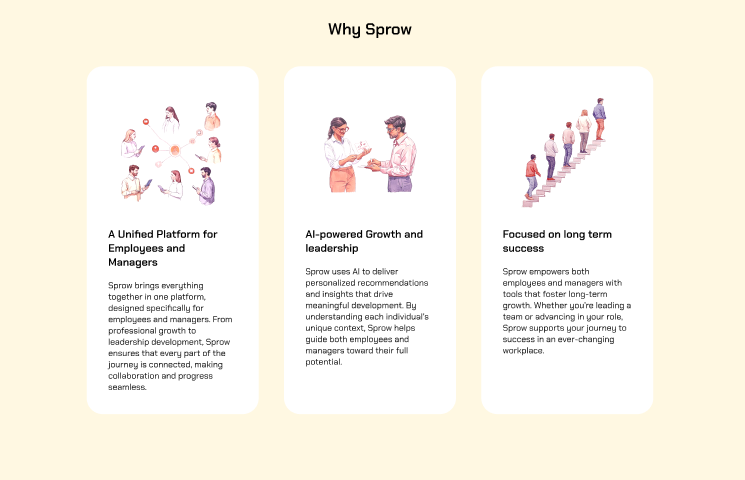 Why Sprow
A Unified Platform for
Employees and
Managers
Sprow brings everything
together in one platform,
designed specifically for
employees and managers. From
professional growth to
leadership development, Sprow
ensures that every part of the
journey is connected, making
collaboration and progress
seamless.
AI-powered Growth and
leadership
Sprow uses AI to deliver
personalized recommendations
and insights that drive
meaningful development. By
understanding each individual's
unique context, Sprow helps
guide both employees and
managers toward their full
potential.
Focused on long term
success
Sprow empowers both
employees and managers with
tools that foster long-term
growth. Whether you're leading a
team or advancing in your role,
Sprow supports your journey to
success in an ever-changing
workplace.